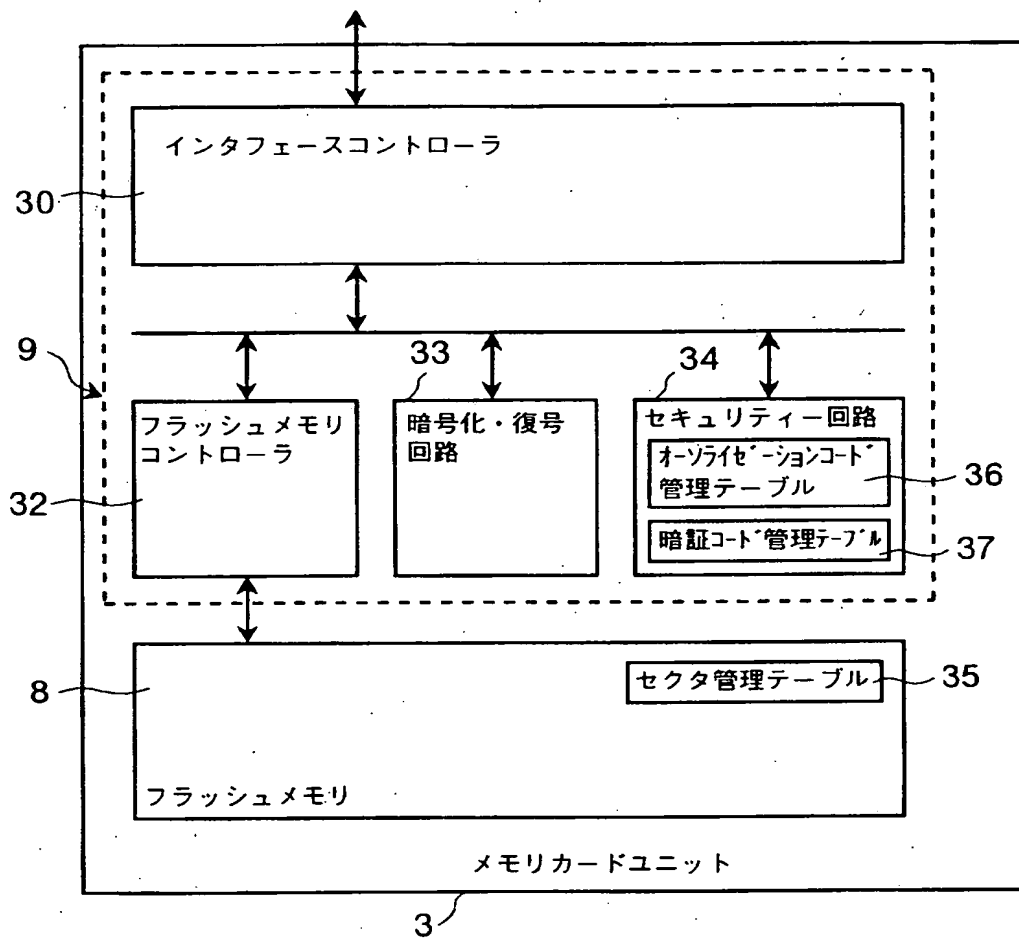 インタフェースコントローラ
30
9
33
34
フラッシュメモリ
コントローラ
暗号化・復号
回路
セキュリティー回路
オーソライゼーションコード
管理テーブル
36
32
暗証コード管理テーブル
37
8
セクタ管理テーブル
35
フラッシュメモリ
メモリカードユニット
3